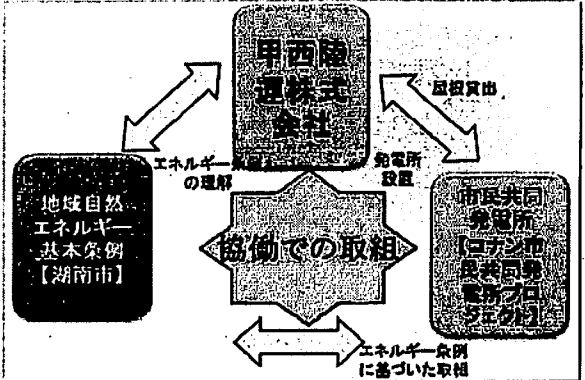 甲西陸
運株式
会社
屋根貸出
エネルギー条例
の理解
発電所
設置
地域自然
エネルギー
基本条例
【湖南市】
協働での取組
市民共同
発電所
【コナン市
民共同発
電所プロ
ジェクト】
エネルギー条例
に基づいた取組